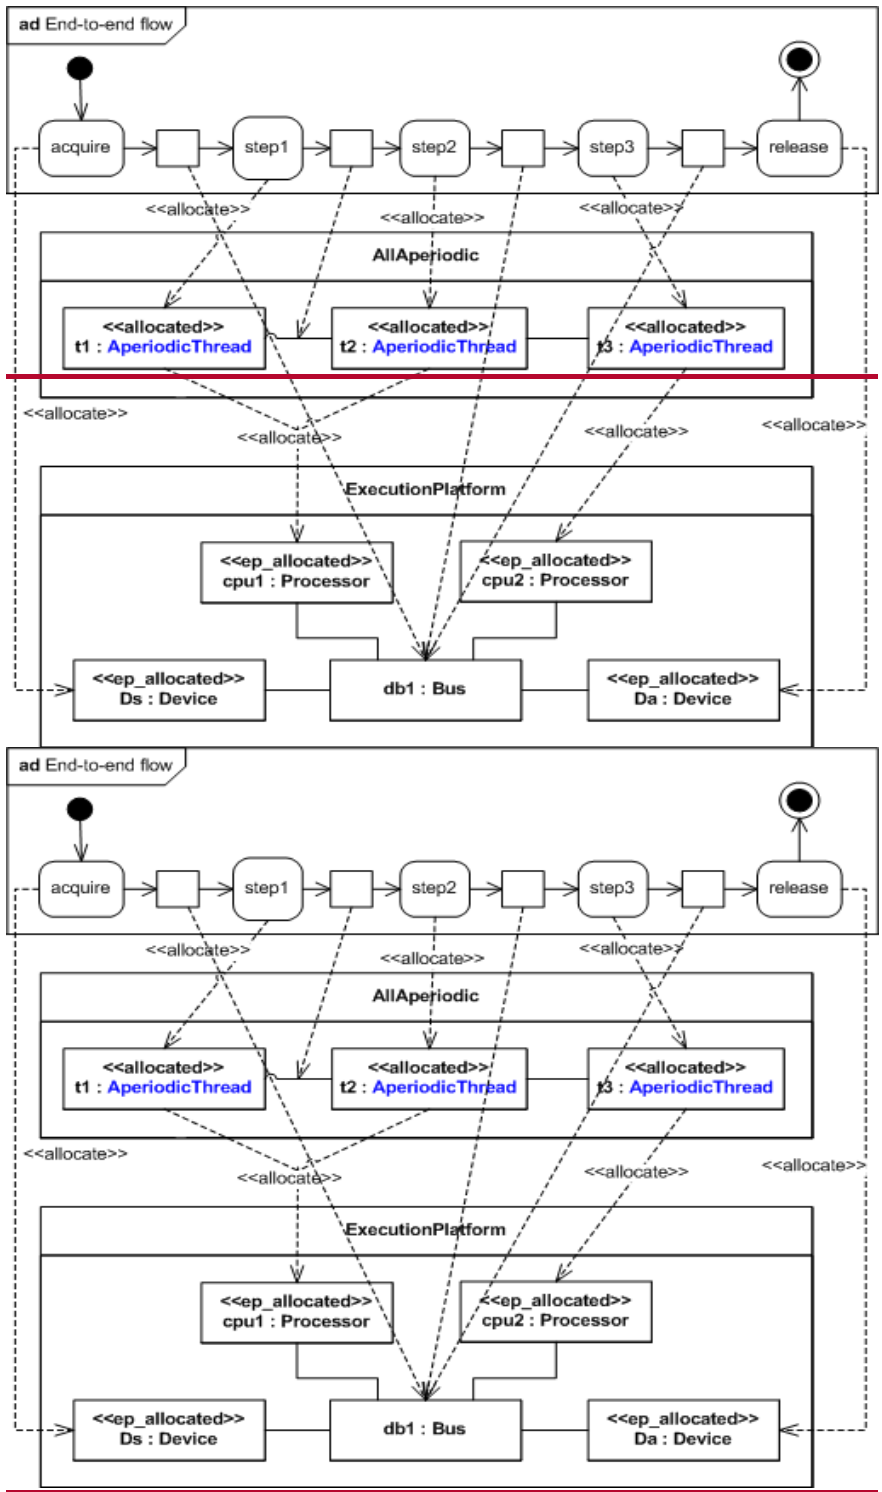 ad End-to-end flow
acquire
step1
step2
step3
release
<<allocate>>
<<allocate>>
<<allocate>>
AllAperiodic
<<allocated>>
t1 : AperiodicThread
<<allocated>>
t2 : AperiodicThread
<<allocated>>
t3 : AperiodicThread
<<allocate>>
<<allocate>>
<<allocate>>
<<allocate>>
ExecutionPlatform
<<ep_allocated>>
cpu1 : Processor
<<ep_allocated>>
cpu2 : Processor
<<ep_allocated>>
Ds : Device
db1 : Bus
<<ep_allocated>>
Da : Device
ad End-to-end flow
acquire
step1
step2
step3
release
<<allocate>>
<<allocate>>
<<allocate>>
AllAperiodic
<<allocated>>
t1 : AperiodicThread
<<allocated>>
t2 : AperiodicThread
<<allocated>>
t3 : AperiodicThread
<<allocate>>
<<allocate>>
<<allocate>>
<<allocate>>
ExecutionPlatform
<<ep_allocated>>
cpu1 : Processor
<<ep_allocated>>
cpu2 : Processor
<<ep_allocated>>
Ds : Device
db1 : Bus
<<ep_allocated>>
Da : Device